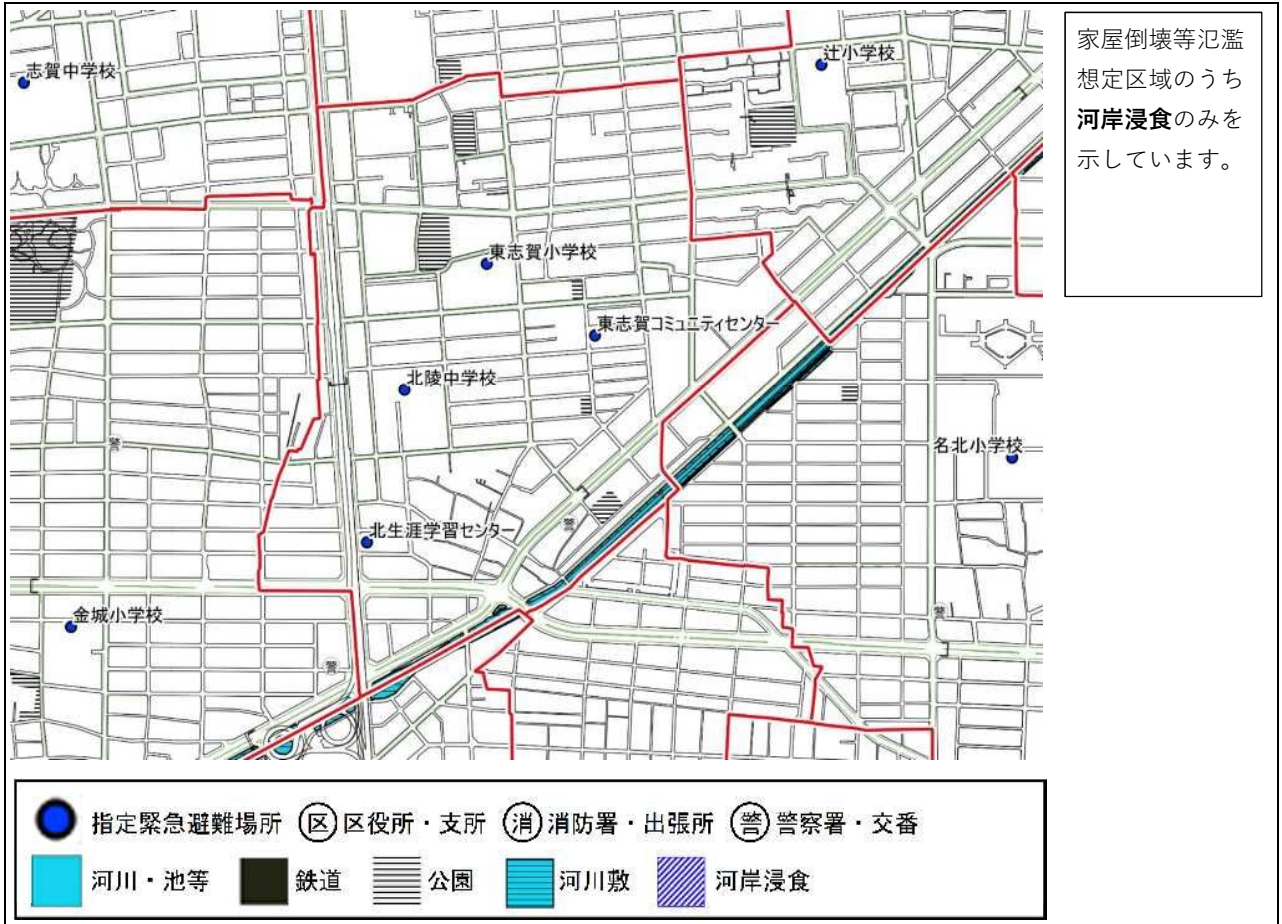 志賀中学校
辻小学校
東志賀小学校
東志賀コミュニティセンター
北陵中学校
警
名北小学校
警
北生涯学習センター
警
金城小学校
警
家屋倒壊等氾濫
想定区域のうち
河岸浸食のみを
示しています。
指定緊急避難場所 区 区役所・支所 消 消防署・出張所 警 警察署・交番
河川・池等 鉄道 公園 河川敷 河岸浸食